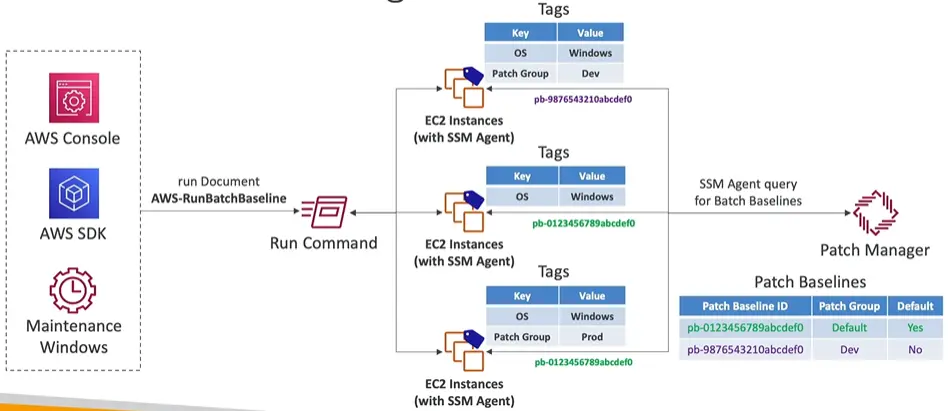 Tags
Key Value
OS Windows
Patch Group Dev
pb-9876543210abcdef0
EC2 Instances
(with SSM Agent)
AWS Console
AWS SDK
Maintenance
Windows
run Document
AWS-RunBatchBaseline
Run Command
Tags
Key Value
OS Windows
pb-0123456789abcdef0
EC2 Instances
(with SSM Agent)
Tags
Key Value
OS Windows
Patch Group Prod
pb-0123456789abcdef0
EC2 Instances
(with SSM Agent)
SSM Agent query
for Batch Baselines
Patch Manager
Patch Baselines
Patch Baseline ID Patch Group Default
pb-0123456789abcdef0 Default Yes
pb-9876543210abcdef0 Dev No